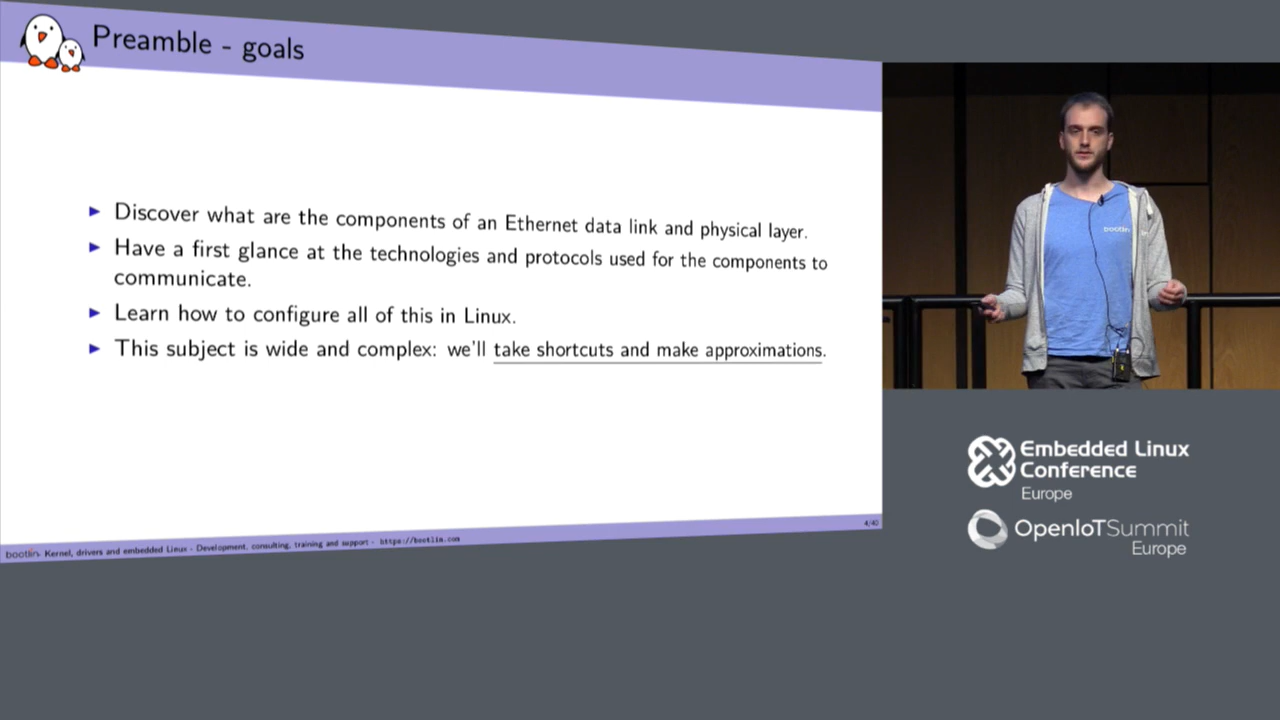 Preamble - goals
Discover what are the components of an Ethernet data link and physical layer.
Have a first glance at the technologies and protocols used for the components to
communicate.
Learn how to configure all of this in Linux.
This subject is wide and complex: we'll take shortcuts and make approximations.
4/40
bootlin Kernel, drivers and embedded Linux - Development, consulting, training and support - https://bootlin.com
bootlin
Embedded Linux
Conference
Europe
OpenIoTSummit
Europe